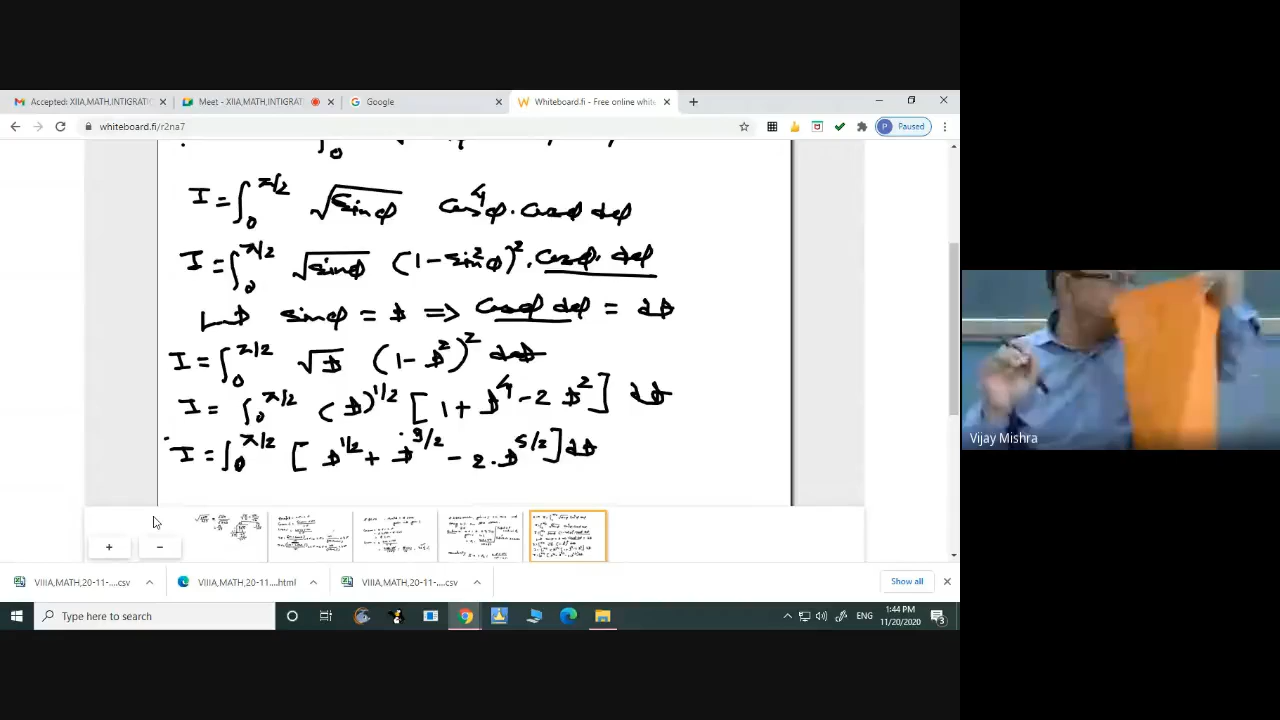 Accepted: XIIA,MATH,INTIGRATI
Meet - XIIA,MATH,INTIGRAT
Google
Whiteboard.fi - Free online white
whiteboard.fi/r2na7
P Paused
I = ∫₀^π/2 √sinφ cos⁴φ·cosφ dφ
I = ∫₀^π/2 √sinφ (1 - sin²φ)²·cosφ·dφ
Let sinφ = t ⇒ cosφ dφ = dt
I = ∫₀^π/2 √t (1 - t²)² dt
I = ∫₀^π/2 (t)^1/2 [1 + t⁴ - 2 t²] dt
I = ∫₀^π/2 [t^1/2 + t^9/2 - 2·t^5/2] dt
Vijay Mishra
+ −
VIIIA,MATH,20-11-....csv
VIIIA,MATH,20-11....html
VIIIA,MATH,20-11-....csv
Show all
Type here to search
ENG
1:44 PM
11/20/2020
3